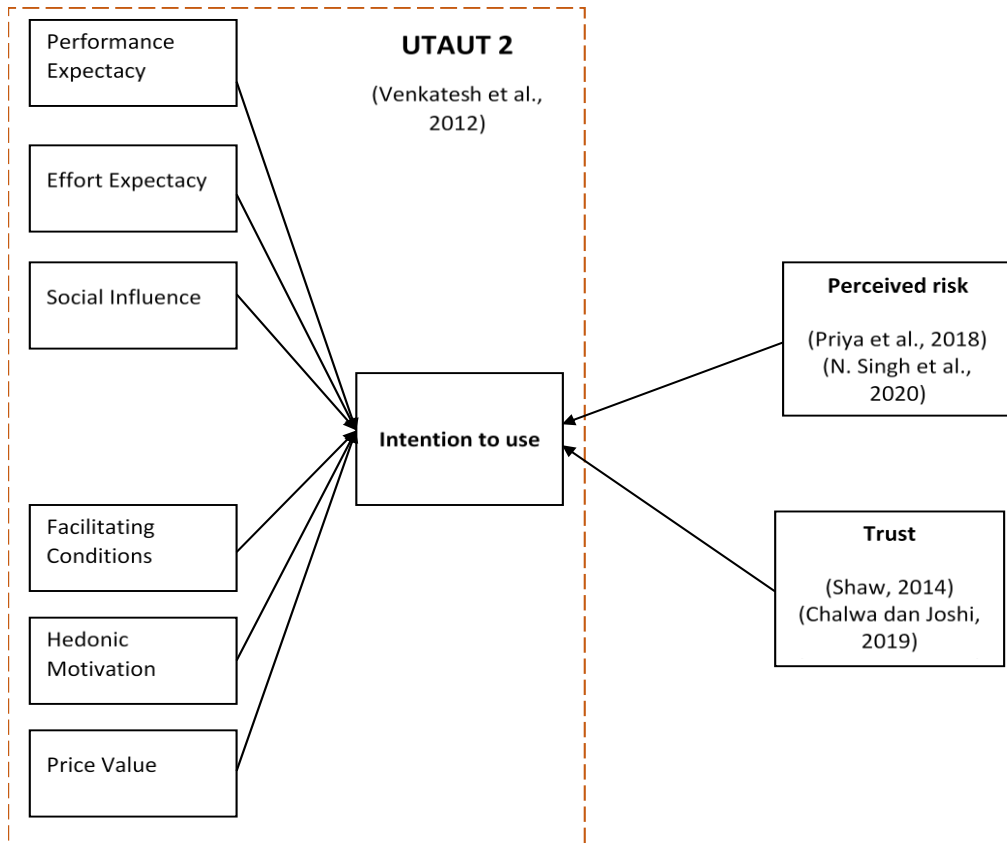 Performance
Expectacy
UTAUT 2
(Venkatesh et al.,
2012)
Effort Expectacy
Social Influence
Perceived risk
(Priya et al., 2018)
(N. Singh et al.,
2020)
Intention to use
Facilitating
Conditions
Trust
(Shaw, 2014)
(Chalwa dan Joshi,
2019)
Hedonic
Motivation
Price Value